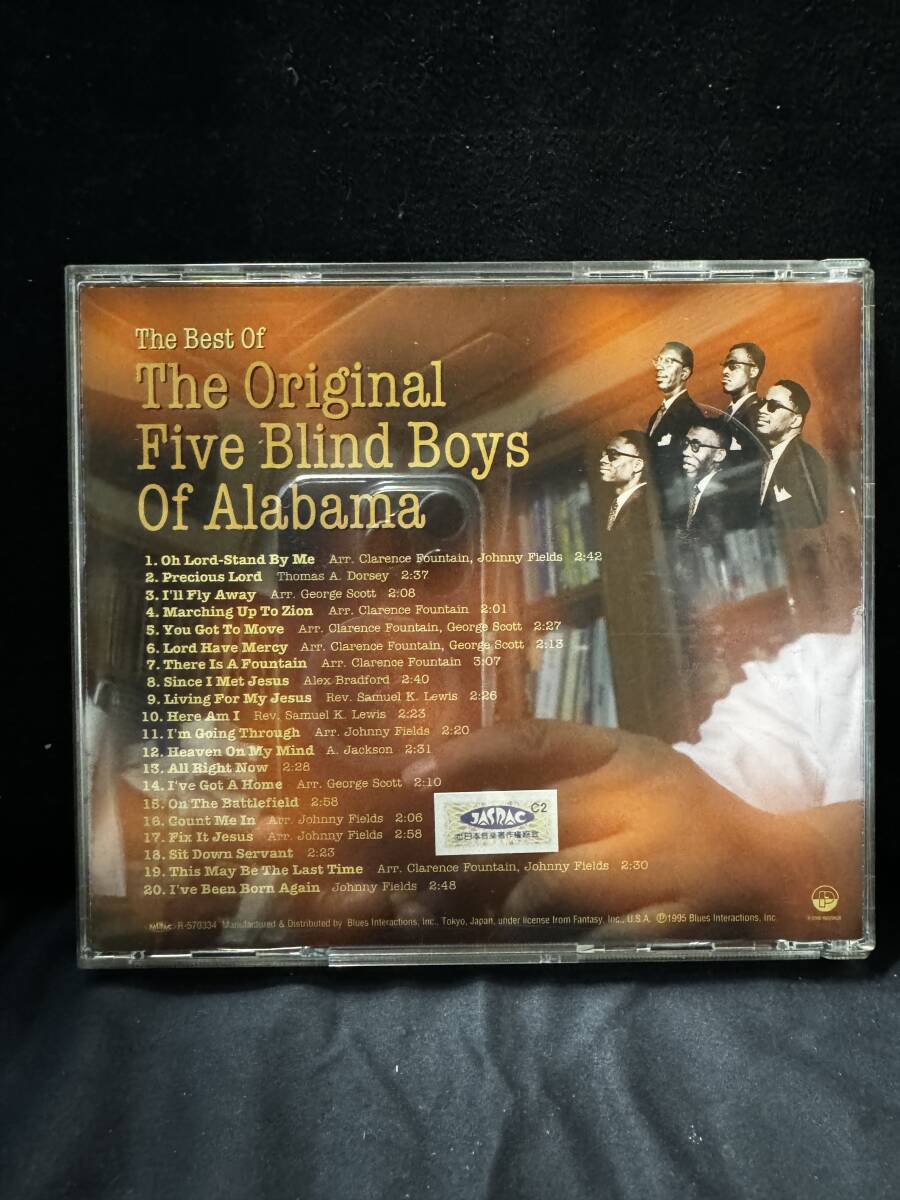 The Best Of
The Original
Five Blind Boys
Of Alabama
1. Oh Lord-Stand By Me Arr. Clarence Fountain, Johnny Fields 2:42
2. Precious Lord Thomas A. Dorsey 2:37
3. I'll Fly Away Arr. George Scott 2:08
4. Marching Up To Zion Arr. Clarence Fountain 2:01
5. You Got To Move Arr. Clarence Fountain, George Scott 2:27
6. Lord Have Mercy Arr. Clarence Fountain, George Scott 2:13
7. There Is A Fountain Arr. Clarence Fountain 3:07
8. Since I Met Jesus Alex Bradford 2:40
9. Living For My Jesus Rev. Samuel K. Lewis 2:26
10. Here Am I Rev. Samuel K. Lewis 2:23
11. I'm Going Through Arr. Johnny Fields 2:20
12. Heaven On My Mind A. Jackson 2:31
13. All Right Now 2:28
14. I've Got A Home Arr. George Scott 2:10
15. On The Battlefield 2:58
16. Count Me In Arr. Johnny Fields 2:06
17. Fix It Jesus Arr. Johnny Fields 2:58
18. Sit Down Servant 2:23
19. This May Be The Last Time Arr. Clarence Fountain, Johnny Fields 2:30
20. I've Been Born Again Johnny Fields 2:48
JASRAC C2
日本音楽著作権協会
R-570334 Manufactured & Distributed by Blues Interactions, Inc., Tokyo, Japan, under license from Fantasy, Inc., U.S.A. Ⓟ1995 Blues Interactions, Inc.